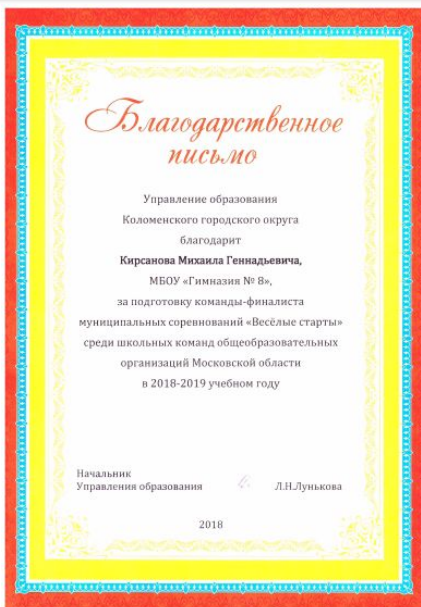 Благодарственное
письмо
Управление образования
Коломенского городского округа
благодарит
Кирсанова Михаила Геннадьевича,
МБОУ «Гимназия № 8»,
за подготовку команды-финалиста
муниципальных соревнований «Весёлые старты»
среди школьных команд общеобразовательных
организаций Московской области
в 2018-2019 учебном году
Начальник
Управления образования Л.Н.Лунькова
2018